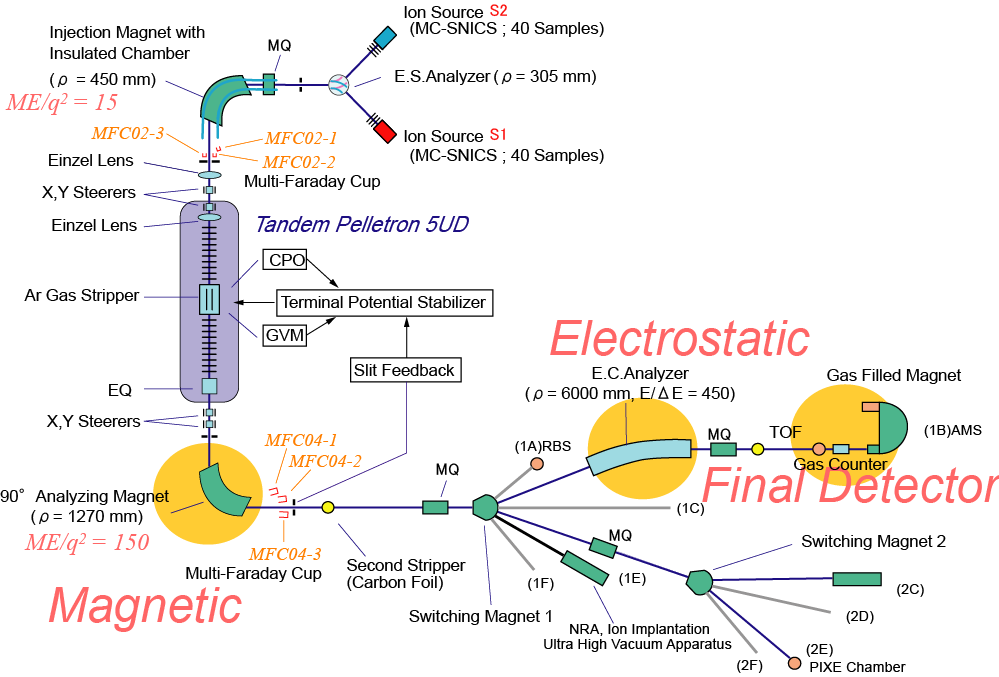 Ion Source S2
(MC-SNICS ; 40 Samples)
Injection Magnet with
Insulated Chamber
(ρ = 450 mm)
ME/q² = 15
MQ
E.S.Analyzer (ρ = 305 mm)
Ion Source S1
(MC-SNICS ; 40 Samples)
MFC02-3
MFC02-1
MFC02-2
Multi-Faraday Cup
Einzel Lens
X,Y Steerers
Einzel Lens
Tandem Pelletron 5UD
CPO
Ar Gas Stripper
Terminal Potential Stabilizer
GVM
Slit Feedback
EQ
X,Y Steerers
Electrostatic
E.C.Analyzer
(ρ = 6000 mm, E/ΔE = 450)
Gas Filled Magnet
(1B)AMS
TOF
MQ
Gas Counter
Final Detector
(1A)RBS
MFC04-1
MFC04-2
MQ
90° Analyzing Magnet
(ρ = 1270 mm)
ME/q² = 150
MFC04-3
Multi-Faraday Cup
Magnetic
Second Stripper
(Carbon Foil)
Switching Magnet 1
(1C)
(1F)
MQ
(1E)
NRA, Ion Implantation
Ultra High Vacuum Apparatus
Switching Magnet 2
(2C)
(2D)
(2E)
(2F)
PIXE Chamber